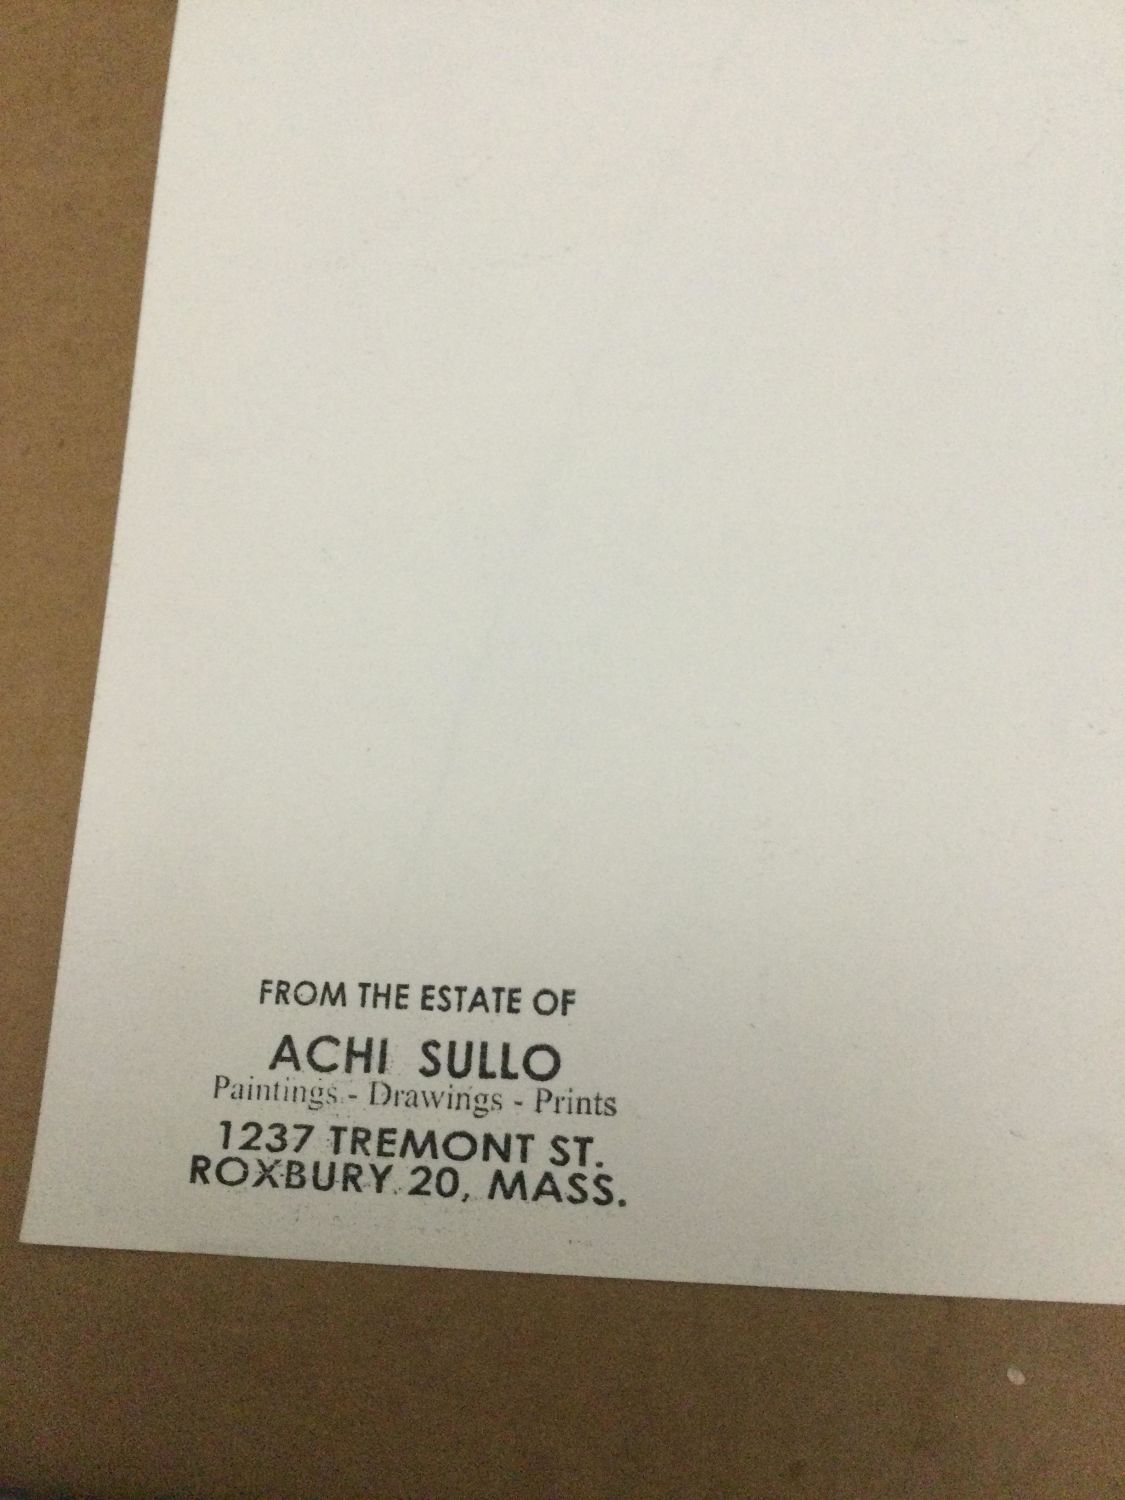 FROM THE ESTATE OF
ACHI SULLO
Paintings - Drawings - Prints
1237 TREMONT ST.
ROXBURY 20, MASS.